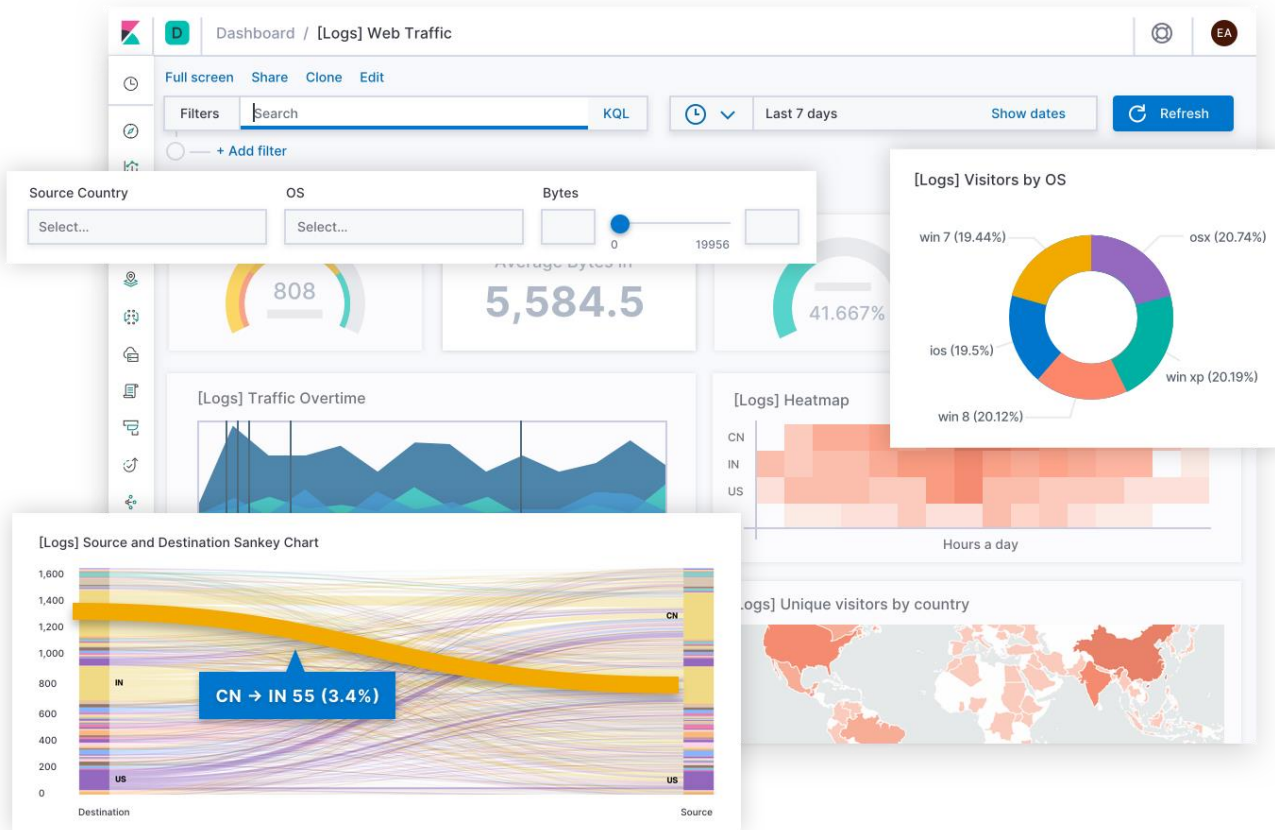 D Dashboard / [Logs] Web Traffic EA
Full screen Share Clone Edit
Filters Search KQL Last 7 days Show dates Refresh
+ Add filter
Source Country OS Bytes
Select... Select...
0 19956
[Logs] Visitors by OS
win 7 (19.44%) osx (20.74%)
ios (19.5%)
win xp (20.19%)
win 8 (20.12%)
808
Average Bytes in
5,584.5
41.667%
[Logs] Traffic Overtime
[Logs] Heatmap
CN
IN
US
Hours a day
[Logs] Source and Destination Sankey Chart
1,600
1,400
1,200
1,000
800
600
400
200
0
CN
IN
CN → IN 55 (3.4%)
US US
Destination Source
Logs] Unique visitors by country